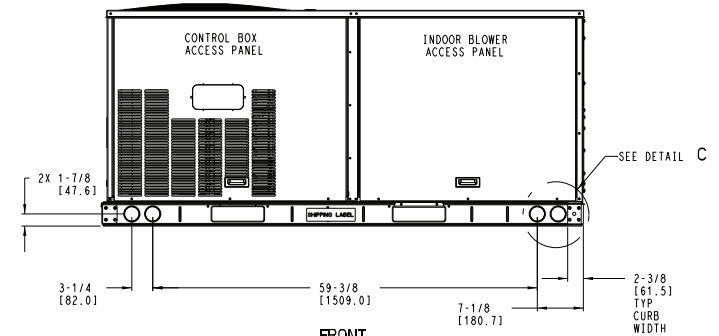 CONTROL BOX
ACCESS PANEL
INDOOR BLOWER
ACCESS PANEL
SEE DETAIL C
2X 1-7/8
[47.6]
SHIPPING LABEL
3-1/4
[82.0]
59-3/8
[1509.0]
7-1/8
[180.7]
2-3/8
[61.5]
TYP
CURB
WIDTH
FRONT